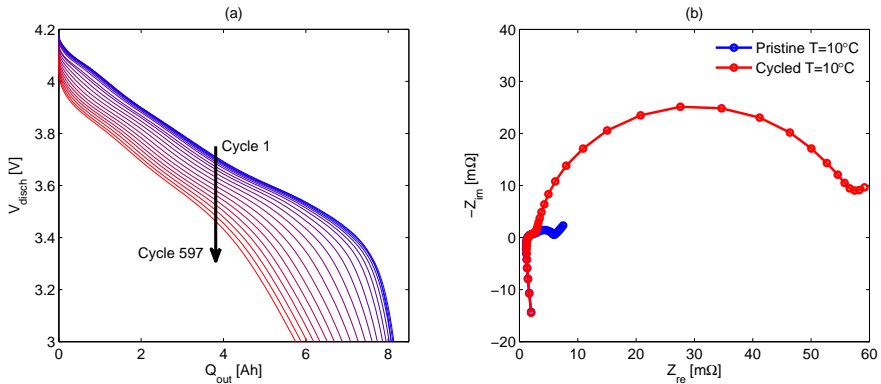 (a)
4.2
4
3.8
3.6
3.4
3.2
3
V_disch [V]
Cycle 1
Cycle 597
0
2
4
6
8
Q_out [Ah]
(b)
40
30
20
10
0
−10
−20
−Z_im [mΩ]
Pristine T=10°C
Cycled T=10°C
0
10
20
30
40
50
60
Z_re [mΩ]